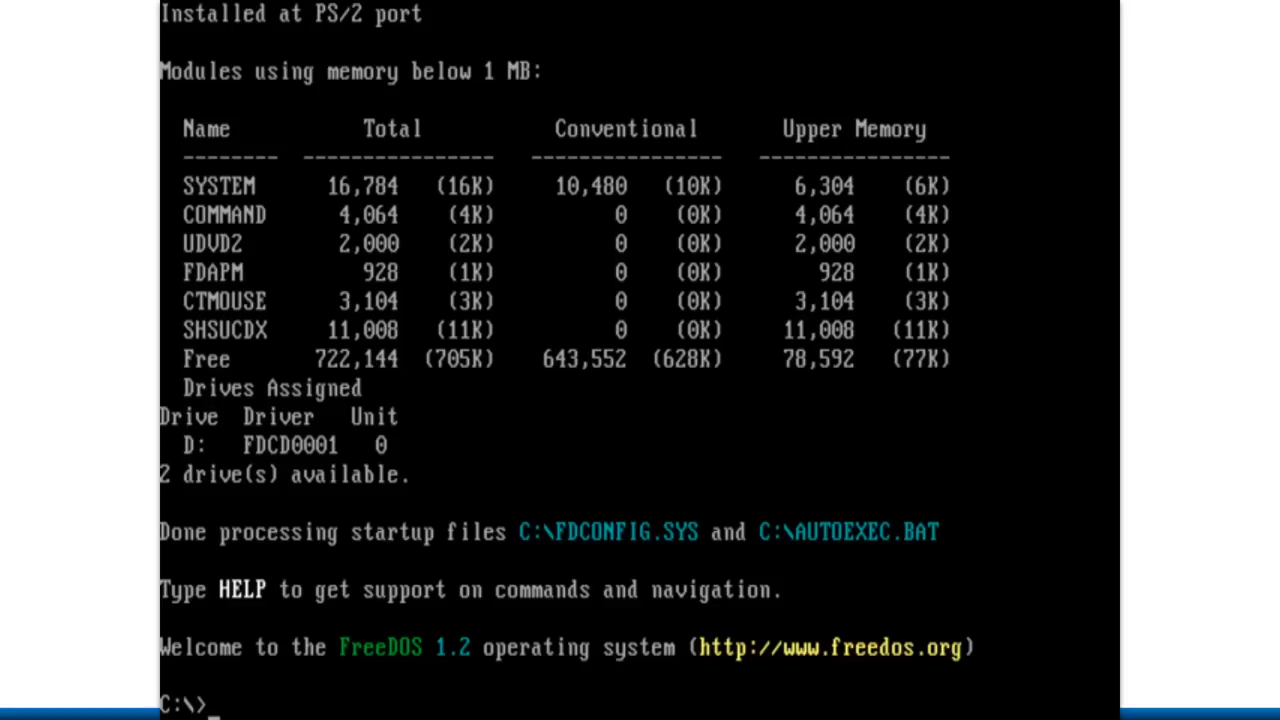 Installed at PS/2 port
Modules using memory below 1 MB:
Name Total Conventional Upper Memory
-------- ---------------- ---------------- ----------------
SYSTEM 16,784 (16K) 10,480 (10K) 6,304 (6K)
COMMAND 4,064 (4K) 0 (0K) 4,064 (4K)
UDVD2 2,000 (2K) 0 (0K) 2,000 (2K)
FDAPM 928 (1K) 0 (0K) 928 (1K)
CTMOUSE 3,104 (3K) 0 (0K) 3,104 (3K)
SHSUCDX 11,008 (11K) 0 (0K) 11,008 (11K)
Free 722,144 (705K) 643,552 (628K) 78,592 (77K)
Drives Assigned
Drive Driver Unit
D: FDCD0001 0
2 drive(s) available.
Done processing startup files C:\FDCONFIG.SYS and C:\AUTOEXEC.BAT
Type HELP to get support on commands and navigation.
Welcome to the FreeDOS 1.2 operating system (http://www.freedos.org)
C:\>_